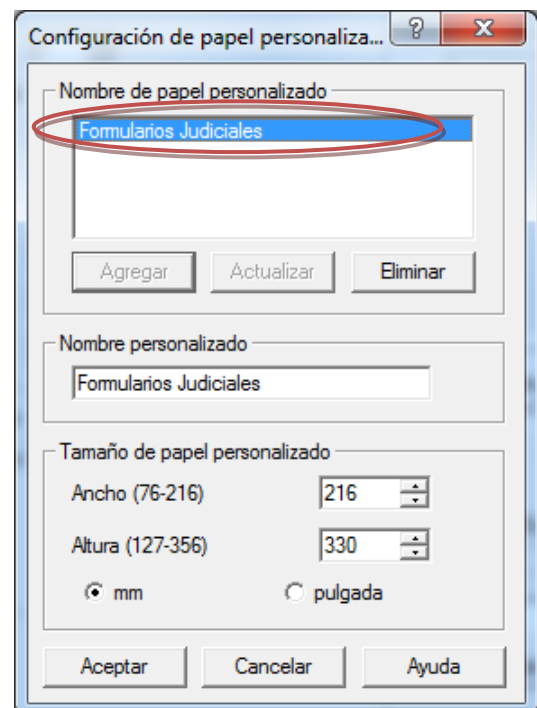 Configuración de papel personaliza...
Nombre de papel personalizado
Formularios Judiciales
Agregar Actualizar Eliminar
Nombre personalizado
Formularios Judiciales
Tamaño de papel personalizado
Ancho (76-216) 216
Altura (127-356) 330
mm pulgada
Aceptar Cancelar Ayuda